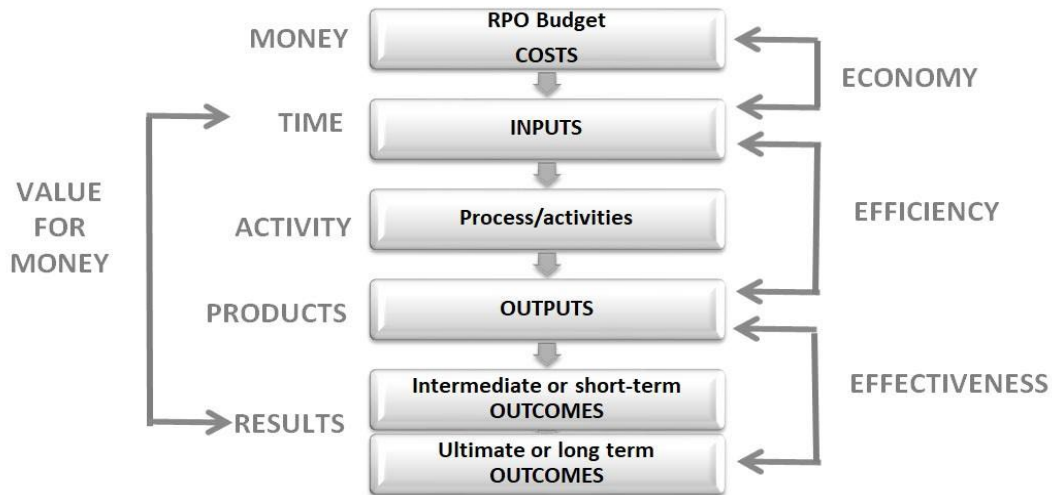 MONEY
RPO Budget
COSTS
ECONOMY
TIME
INPUTS
VALUE
FOR
MONEY
ACTIVITY
Process/activities
EFFICIENCY
PRODUCTS
OUTPUTS
Intermediate or short-term
OUTCOMES
EFFECTIVENESS
RESULTS
Ultimate or long term
OUTCOMES